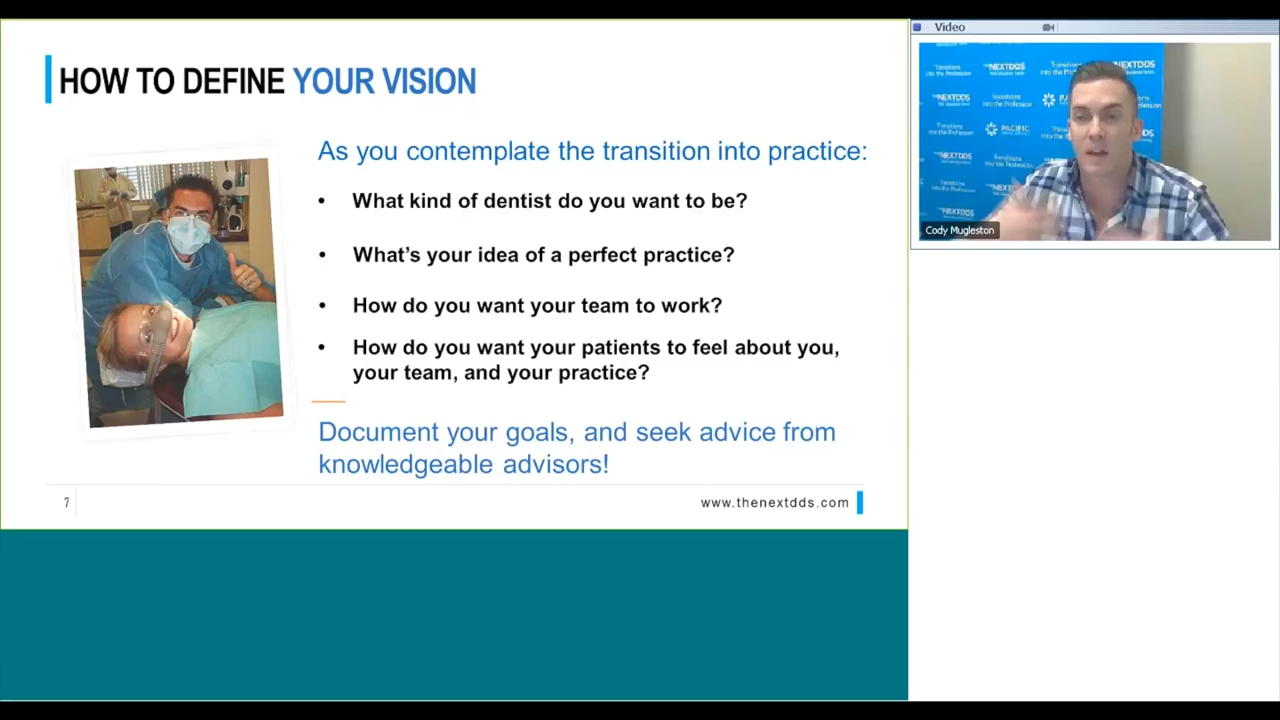 HOW TO DEFINE YOUR VISION
As you contemplate the transition into practice:
• What kind of dentist do you want to be?
• What's your idea of a perfect practice?
• How do you want your team to work?
• How do you want your patients to feel about you,
your team, and your practice?
Document your goals, and seek advice from
knowledgeable advisors!
7
www.thenextdds.com
Video
NEXTDDS
PACIFIC
Cody Mugleston